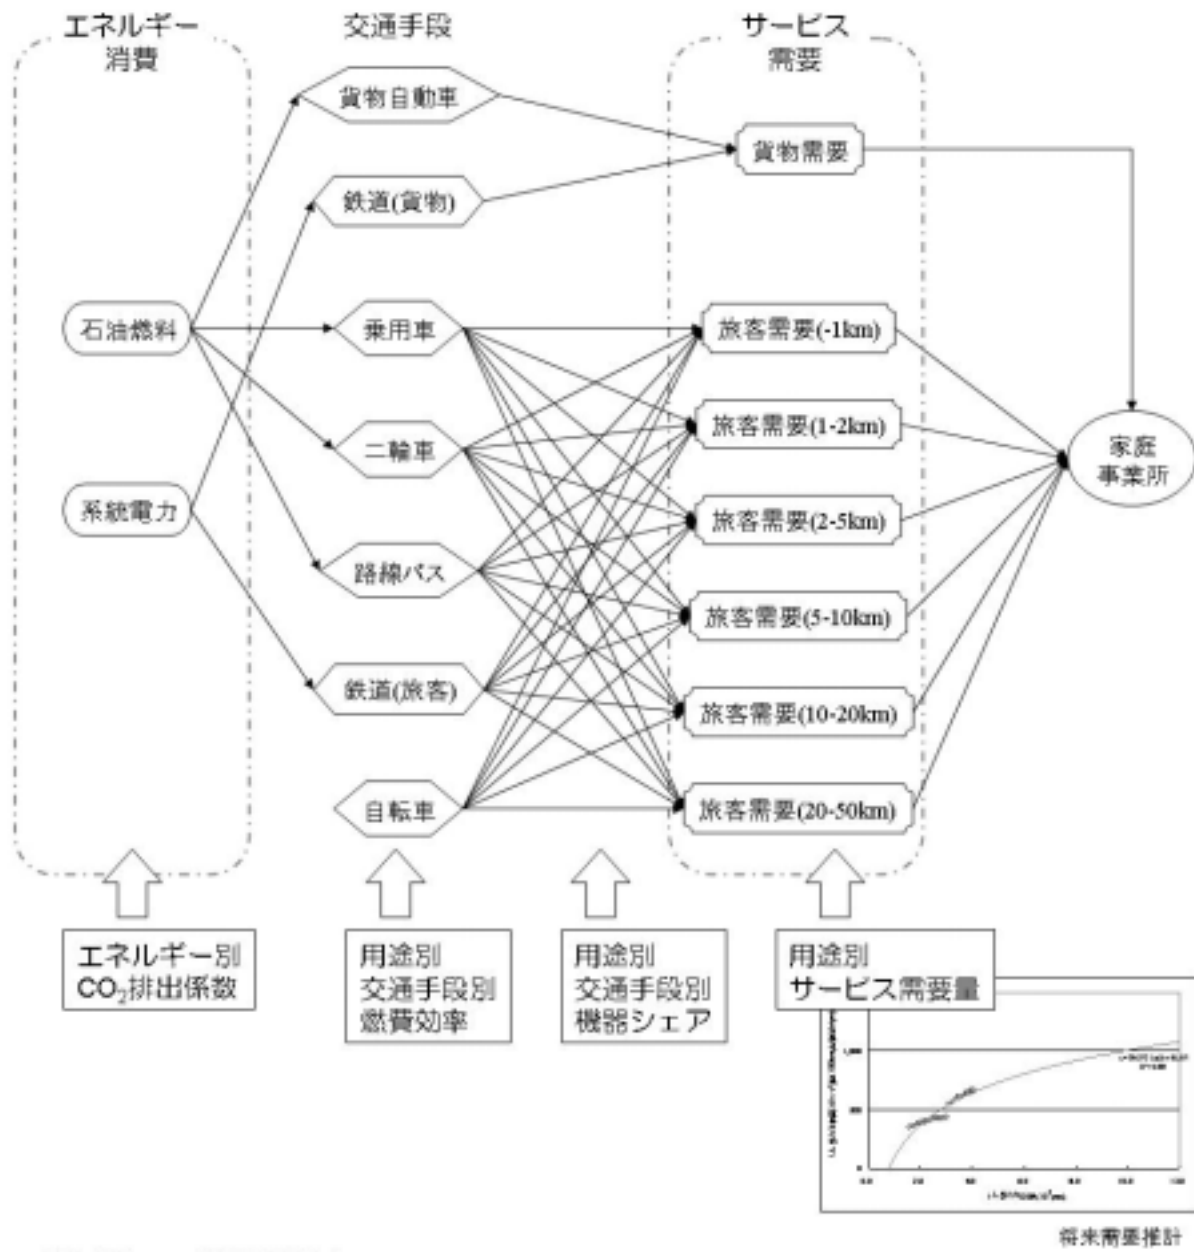 エネルギー
消費
交通手段
サービス
需要
貨物自動車
貨物需要
鉄道(貨物)
石油燃料
乗用車
旅客需要(-1km)
旅客需要(1-2km)
二輪車
家庭
事業所
系統電力
旅客需要(2-5km)
路線バス
旅客需要(5-10km)
鉄道(旅客)
旅客需要(10-20km)
自転車
旅客需要(20-50km)
エネルギー別
CO₂排出係数
用途別
交通手段別
燃費効率
用途別
交通手段別
機器シェア
用途別
サービス需要量
将来需要推計